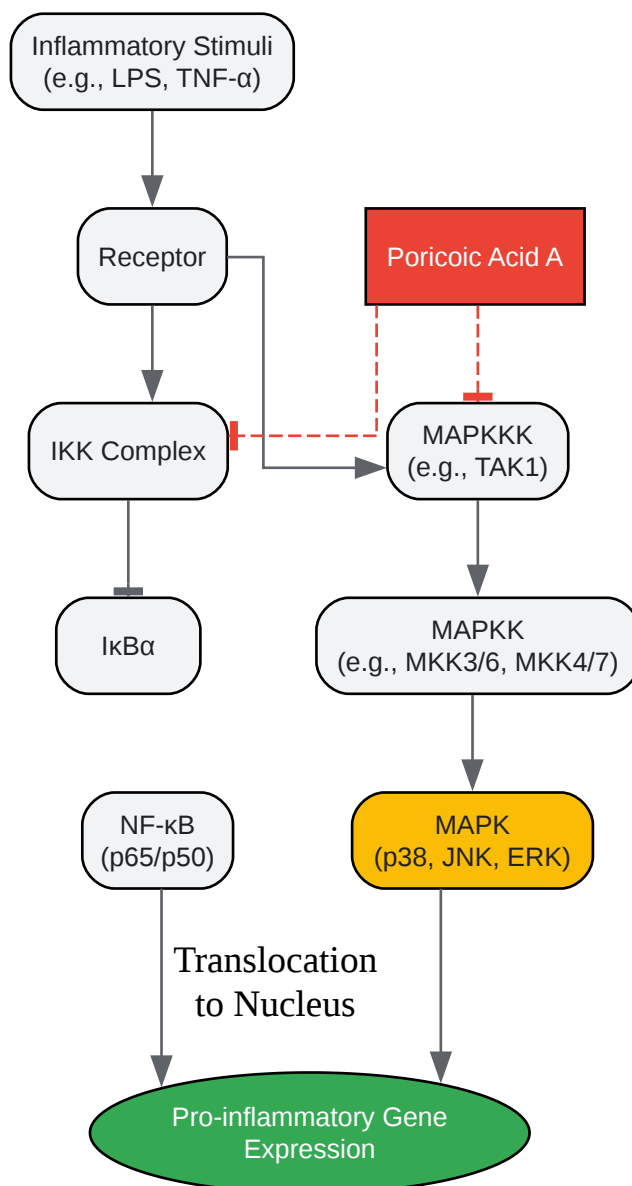 Inflammatory Stimuli
(e.g., LPS, TNF-α)
Receptor
Poricoic Acid A
IKK Complex
MAPKKK
(e.g., TAK1)
IκBα
MAPKK
(e.g., MKK3/6, MKK4/7)
NF-κB
(p65/p50)
MAPK
(p38, JNK, ERK)
Translocation
to Nucleus
Pro-inflammatory Gene
Expression